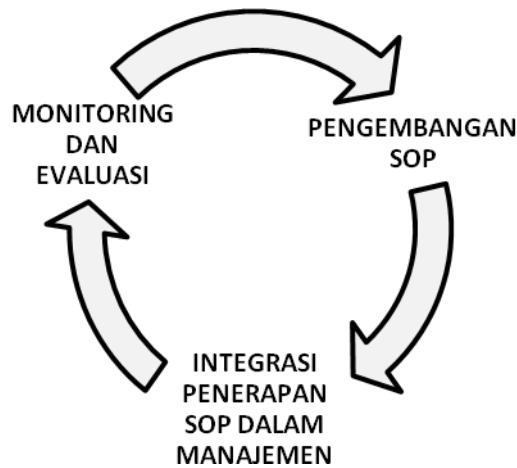 MONITORING
DAN
EVALUASI
PENGEMBANGAN
SOP
INTEGRASI
PENERAPAN
SOP DALAM
MANAJEMEN